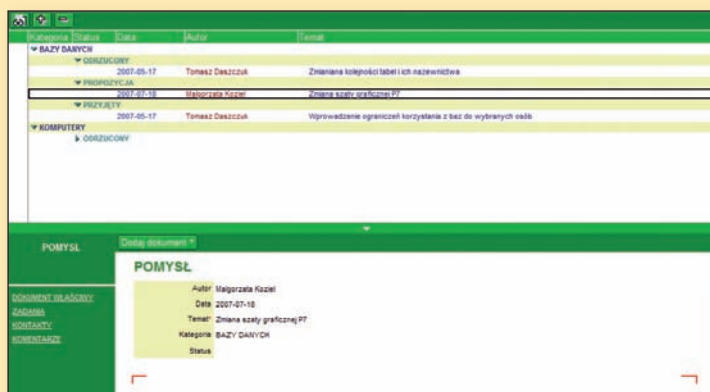 Kategoria Status Data Autor Temat
BAZY DANYCH
ODRZUCONY
2007-05-17 Tomasz Daszczuk Zmianiana kolejności tabel i ich nazewnictwa
PROPOZYCJA
2007-07-18 Małgorzata Kozieł Zmiana szaty graficznej P7
PRZYJĘTY
2007-05-17 Tomasz Daszczuk Wprowadzenie ograniczeń korzystania z baz do wybranych osób
KOMPUTERY
ODRZUCONY
POMYSŁ
Dodaj dokument
POMYSŁ
Autor Małgorzata Kozieł
Data 2007-07-18
Temat* Zmiana szaty graficznej P7
Kategoria BAZY DANYCH
Status
DOKUMENT WŁAŚCIWY
ZADANIA
KONTAKTY
KOMENTARZE